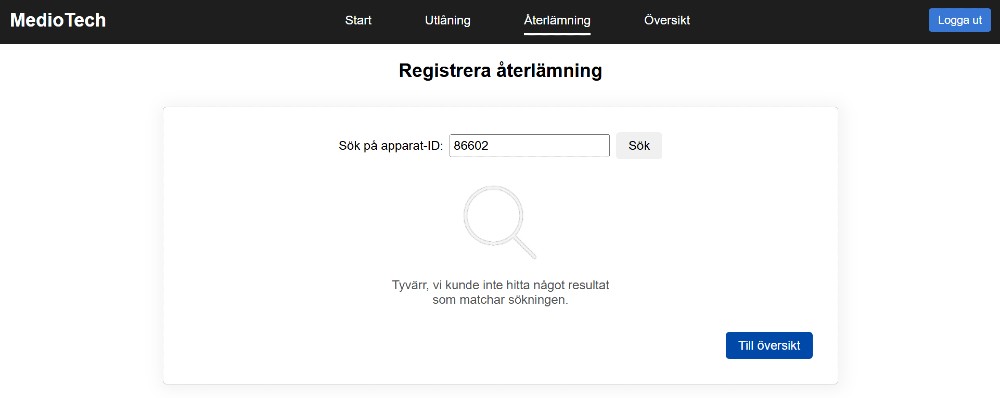 MedioTech Start Utlåning Återlämning Översikt Logga ut
Registrera återlämning
Sök på apparat-ID: 86602 Sök
Tyvärr, vi kunde inte hitta något resultat
som matchar sökningen.
Till översikt